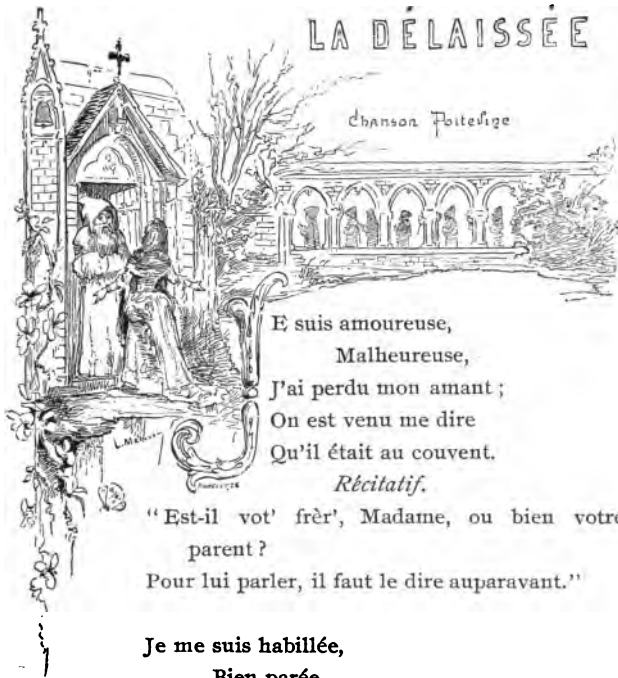 LA DÉLAISSÉE
Chanson Poitevine
JE suis amoureuse,
Malheureuse,
J'ai perdu mon amant ;
On est venu me dire
Qu'il était au couvent.
Récitatif.
"Est-il vot' frèr', Madame, ou bien votre
parent ?
Pour lui parler, il faut le dire auparavant."
Je me suis habillée,
Bien parée